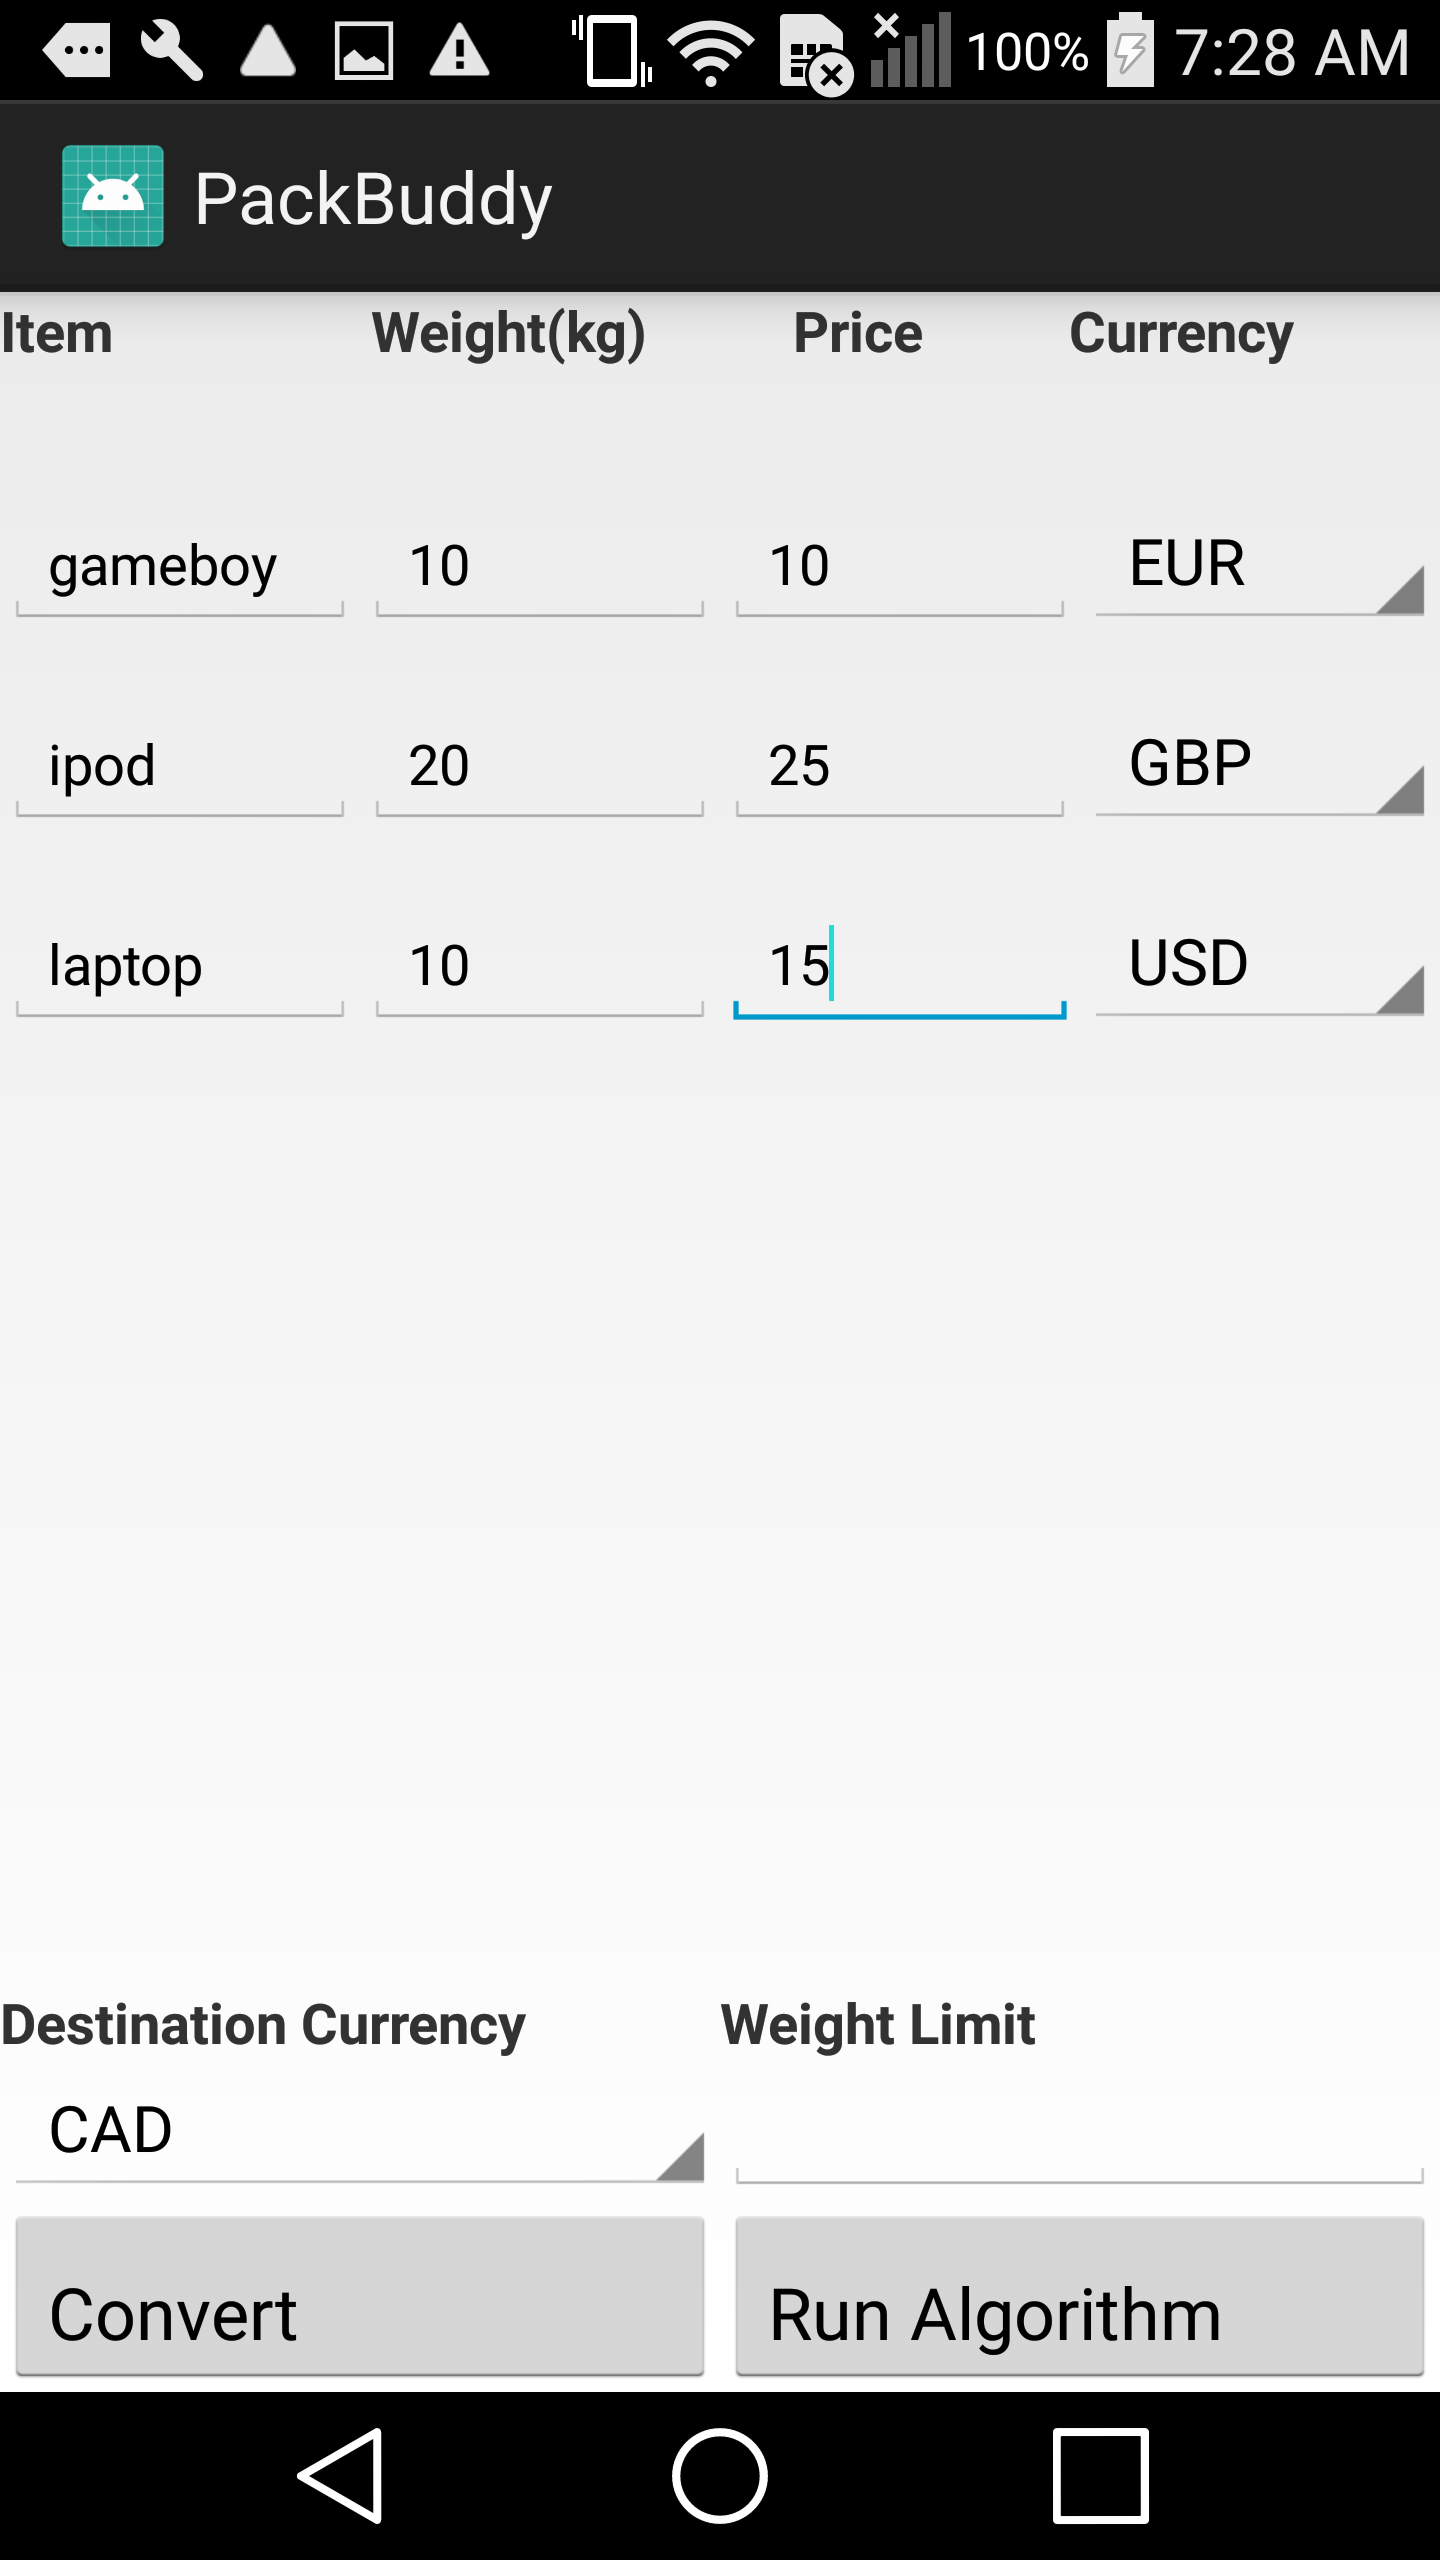 100% 7:28 AM
PackBuddy
Item Weight(kg) Price Currency
gameboy 10 10 EUR
ipod 20 25 GBP
laptop 10 15 USD
Destination Currency Weight Limit
CAD
Convert Run Algorithm